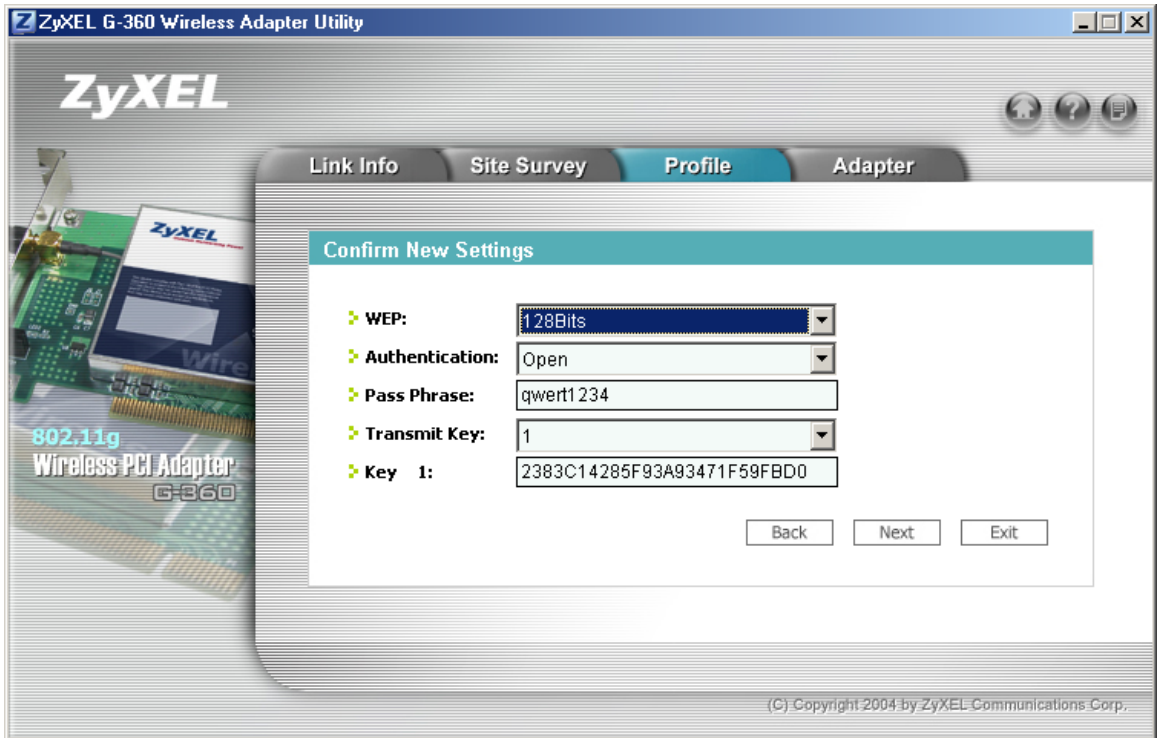 ZyXEL G-360 Wireless Adapter Utility
ZyXEL
Link Info Site Survey Profile Adapter
ZyXEL
Wire
802.11g
Wireless PCI Adapter
G-360
Confirm New Settings
WEP: 128Bits
Authentication: Open
Pass Phrase: qwert1234
Transmit Key: 1
Key 1: 2383C14285F93A93471F59FBD0
Back Next Exit
(C) Copyright 2004 by ZyXEL Communications Corp.